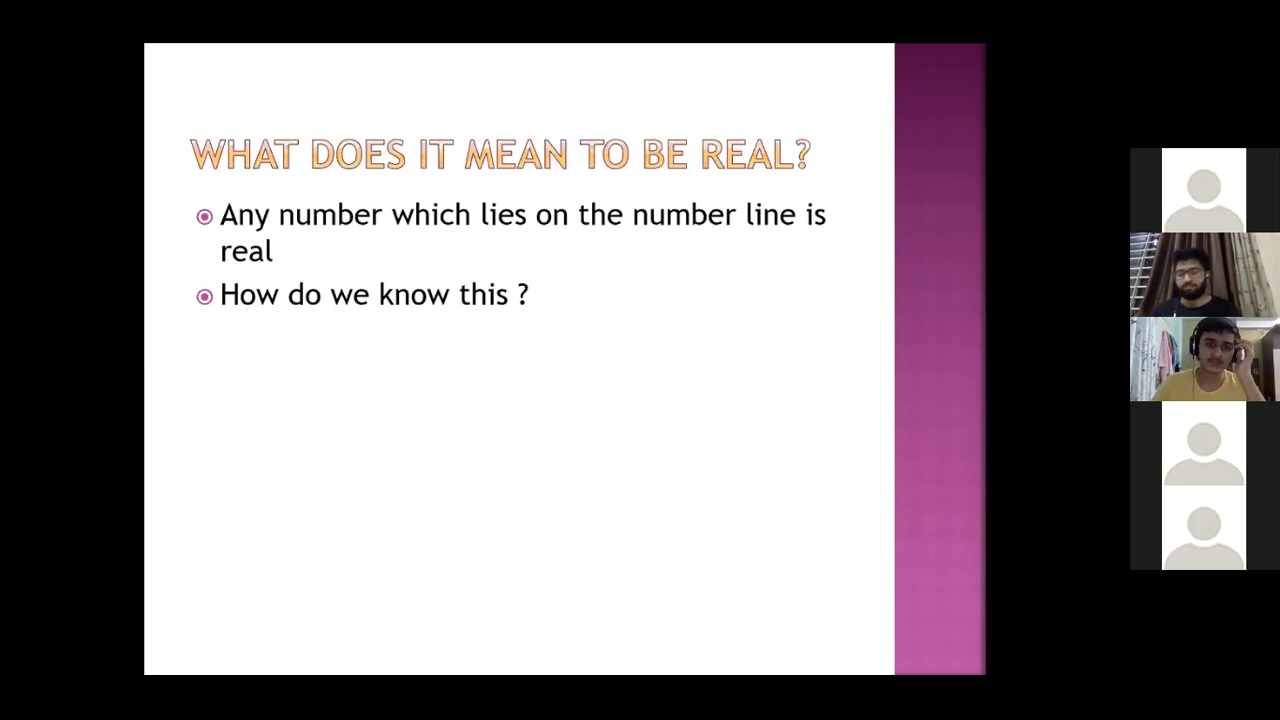 WHAT DOES IT MEAN TO BE REAL?
Any number which lies on the number line is
real
How do we know this ?